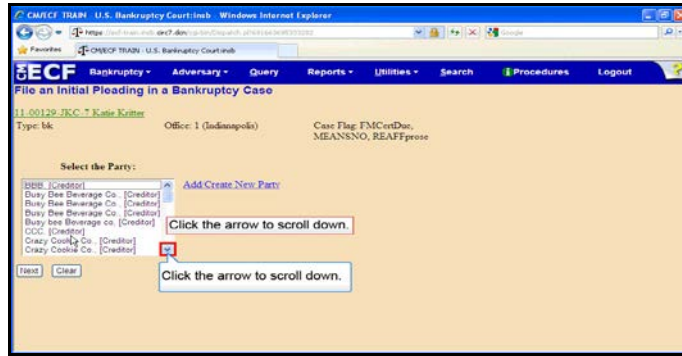 CM/ECF TRAIN - U.S. Bankruptcy Court:insb - Windows Internet Explorer
Google
Favorites CM/ECF TRAIN - U.S. Bankruptcy Court:insb
ECF Bankruptcy Adversary Query Reports Utilities Search Procedures Logout
File an Initial Pleading in a Bankruptcy Case
11-00129-JKC-7 Katie Kritter
Type: bk Office: 1 (Indianapolis) Case Flag: FMCertDue,
MEANSNO, REAFFprose
Select the Party:
BBB, [Creditor] Add/Create New Party
Busy Bee Beverage Co., [Creditor]
Busy Bee Beverage Co., [Creditor]
Busy Bee Beverage Co., [Creditor]
Busy bee Beverage co, [Creditor]
CCC, [Creditor]
Crazy Cookie Co., [Creditor]
Crazy Cookie Co., [Creditor]
Click the arrow to scroll down.
Next Clear
Click the arrow to scroll down.